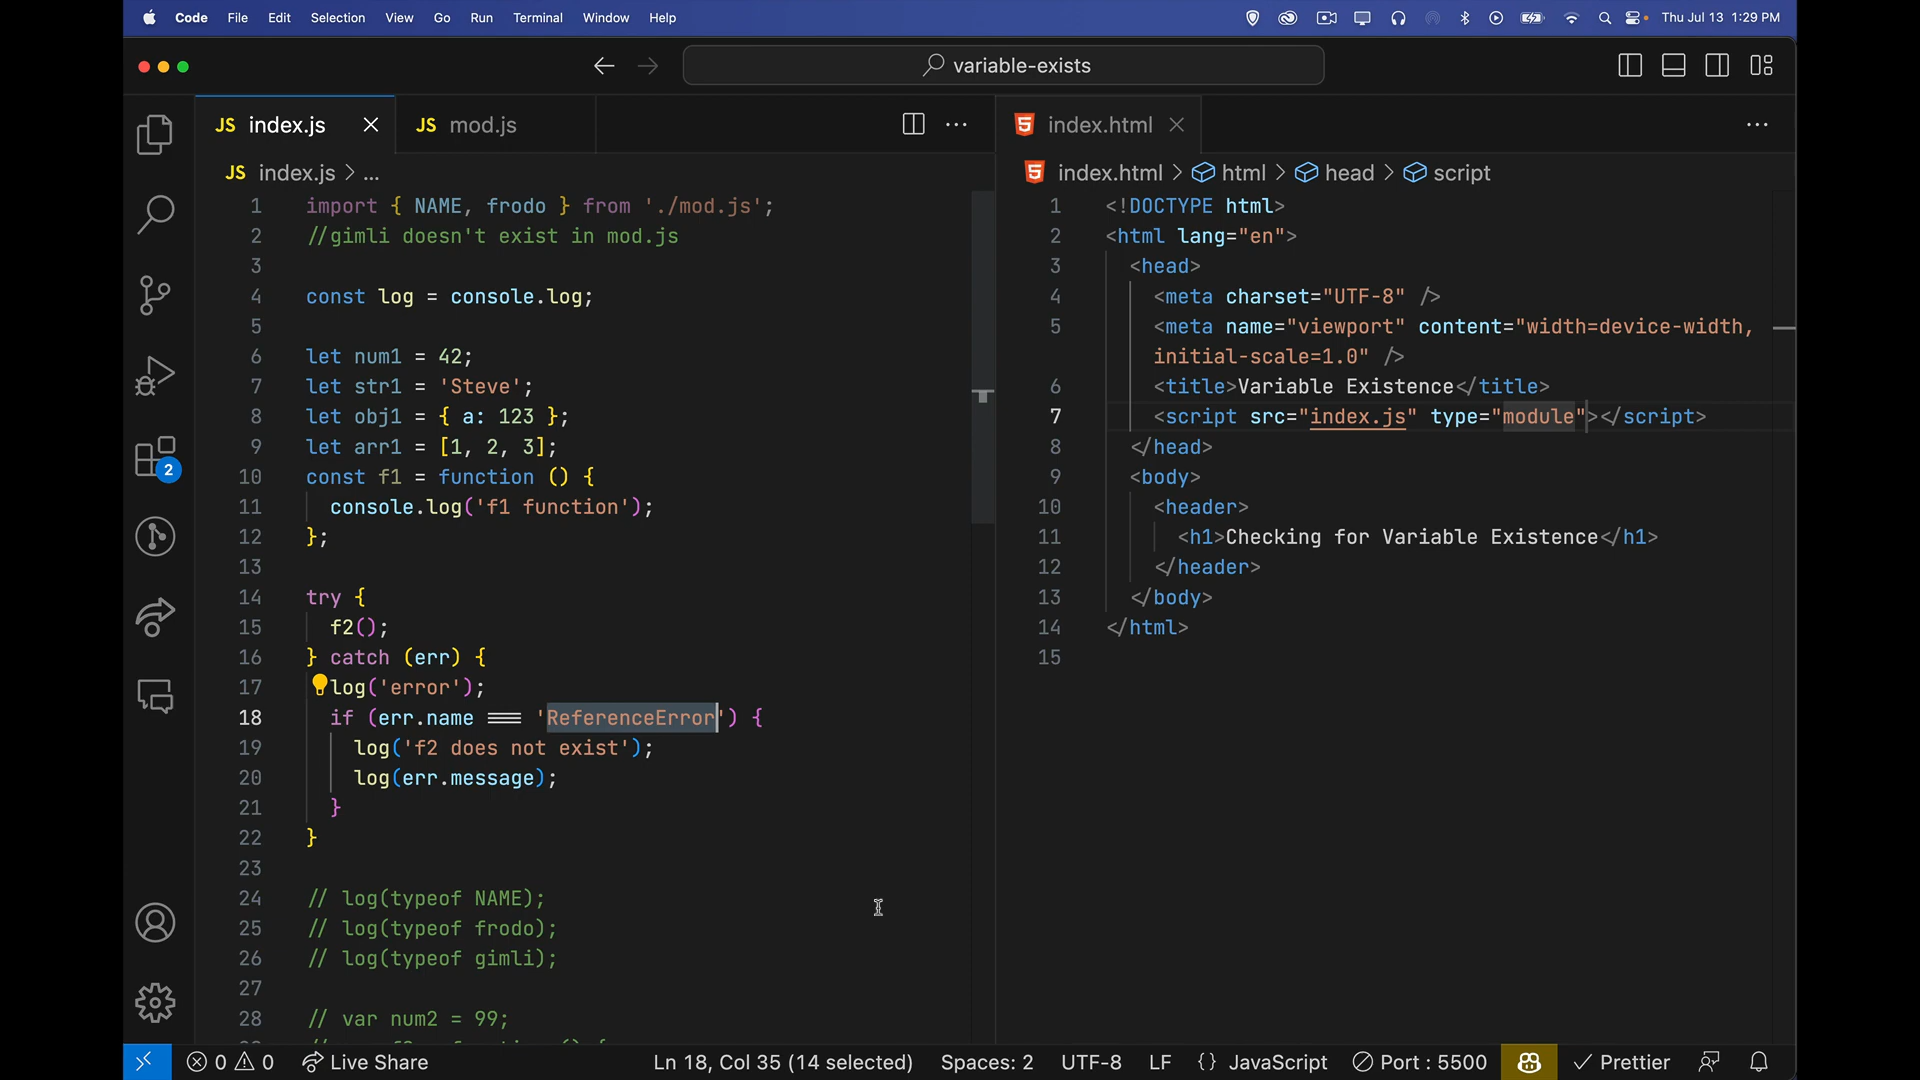 Code File Edit Selection View Go Run Terminal Window Help Thu Jul 13 1:29 PM
variable-exists
JS index.js JS mod.js
index.html
JS index.js > ...
index.html > html > head > script
1 import { NAME, frodo } from './mod.js';
2 //gimli doesn't exist in mod.js
3
4 const log = console.log;
5
6 let num1 = 42;
7 let str1 = 'Steve';
8 let obj1 = { a: 123 };
9 let arr1 = [1, 2, 3];
10 const f1 = function () {
11 console.log('f1 function');
12 };
13
14 try {
15 f2();
16 } catch (err) {
17 log('error');
18 if (err.name === 'ReferenceError') {
19 log('f2 does not exist');
20 log(err.message);
21 }
22 }
23
24 // log(typeof NAME);
25 // log(typeof frodo);
26 // log(typeof gimli);
27
28 // var num2 = 99;
1 <!DOCTYPE html>
2 <html lang="en">
3 <head>
4 <meta charset="UTF-8" />
5 <meta name="viewport" content="width=device-width,
initial-scale=1.0" />
6 <title>Variable Existence</title>
7 <script src="index.js" type="module"></script>
8 </head>
9 <body>
10 <header>
11 <h1>Checking for Variable Existence</h1>
12 </header>
13 </body>
14 </html>
15
2
0 0 Live Share Ln 18, Col 35 (14 selected) Spaces: 2 UTF-8 LF {} JavaScript Port : 5500 Prettier